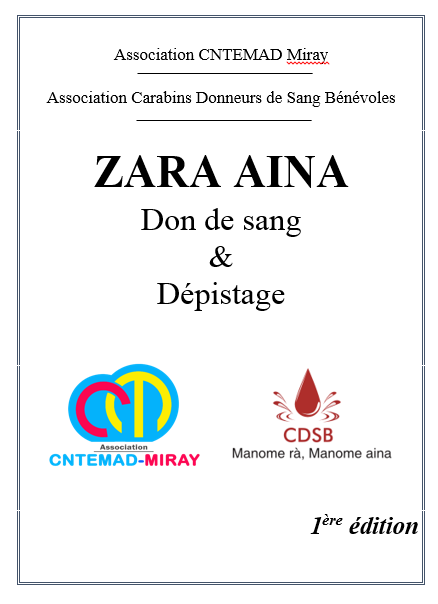 Association CNTEMAD Miray
Association Carabins Donneurs de Sang Bénévoles
ZARA AINA
Don de sang
&
Dépistage
Association
CNTEMAD-MIRAY
CDSB
Manome rà, Manome aina
1ère édition